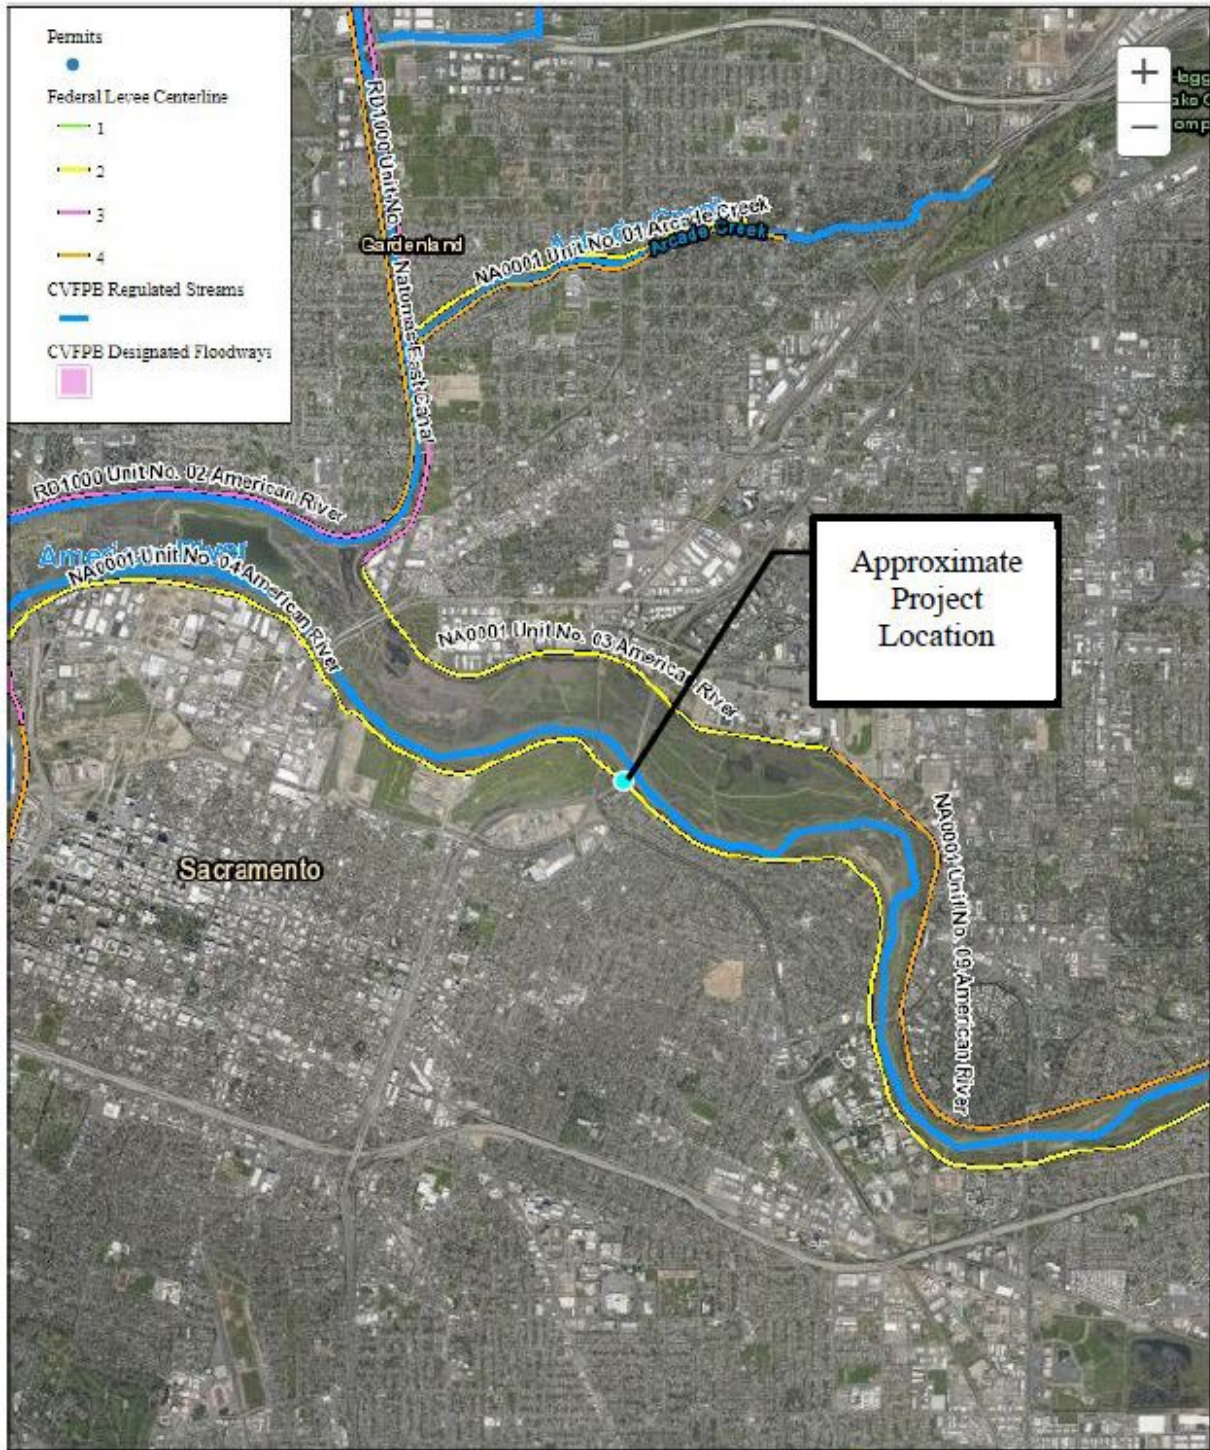 Permits
Federal Levee Centerline
1
2
3
4
CVFPB Regulated Streams
CVFPB Designated Floodways
+
−
RD1000 Unit No.
Natomas East Canal
Gardenland
NA0001 Unit No. 01 Arcade Creek
Arcade Creek
RD1000 Unit No. 02 American River
American River
NA0001 Unit No. 04 American River
NA0001 Unit No. 03 American River
Approximate
Project
Location
NA0001 Unit No. 09 American River
Sacramento